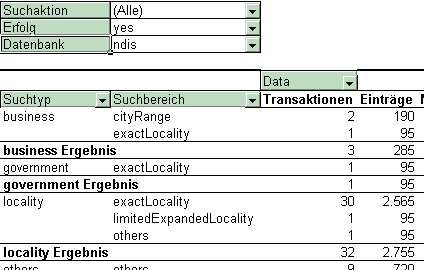 Suchaktion (Alle)
Erfolg yes
Datenbank ndis
Data
Suchtyp Suchbereich Transaktionen Einträge
business cityRange 2 190
exactLocality 1 95
business Ergebnis 3 285
government exactLocality 1 95
government Ergebnis 1 95
locality exactLocality 30 2.565
limitedExpandedLocality 1 95
others 1 95
locality Ergebnis 32 2.755
others others 9 720